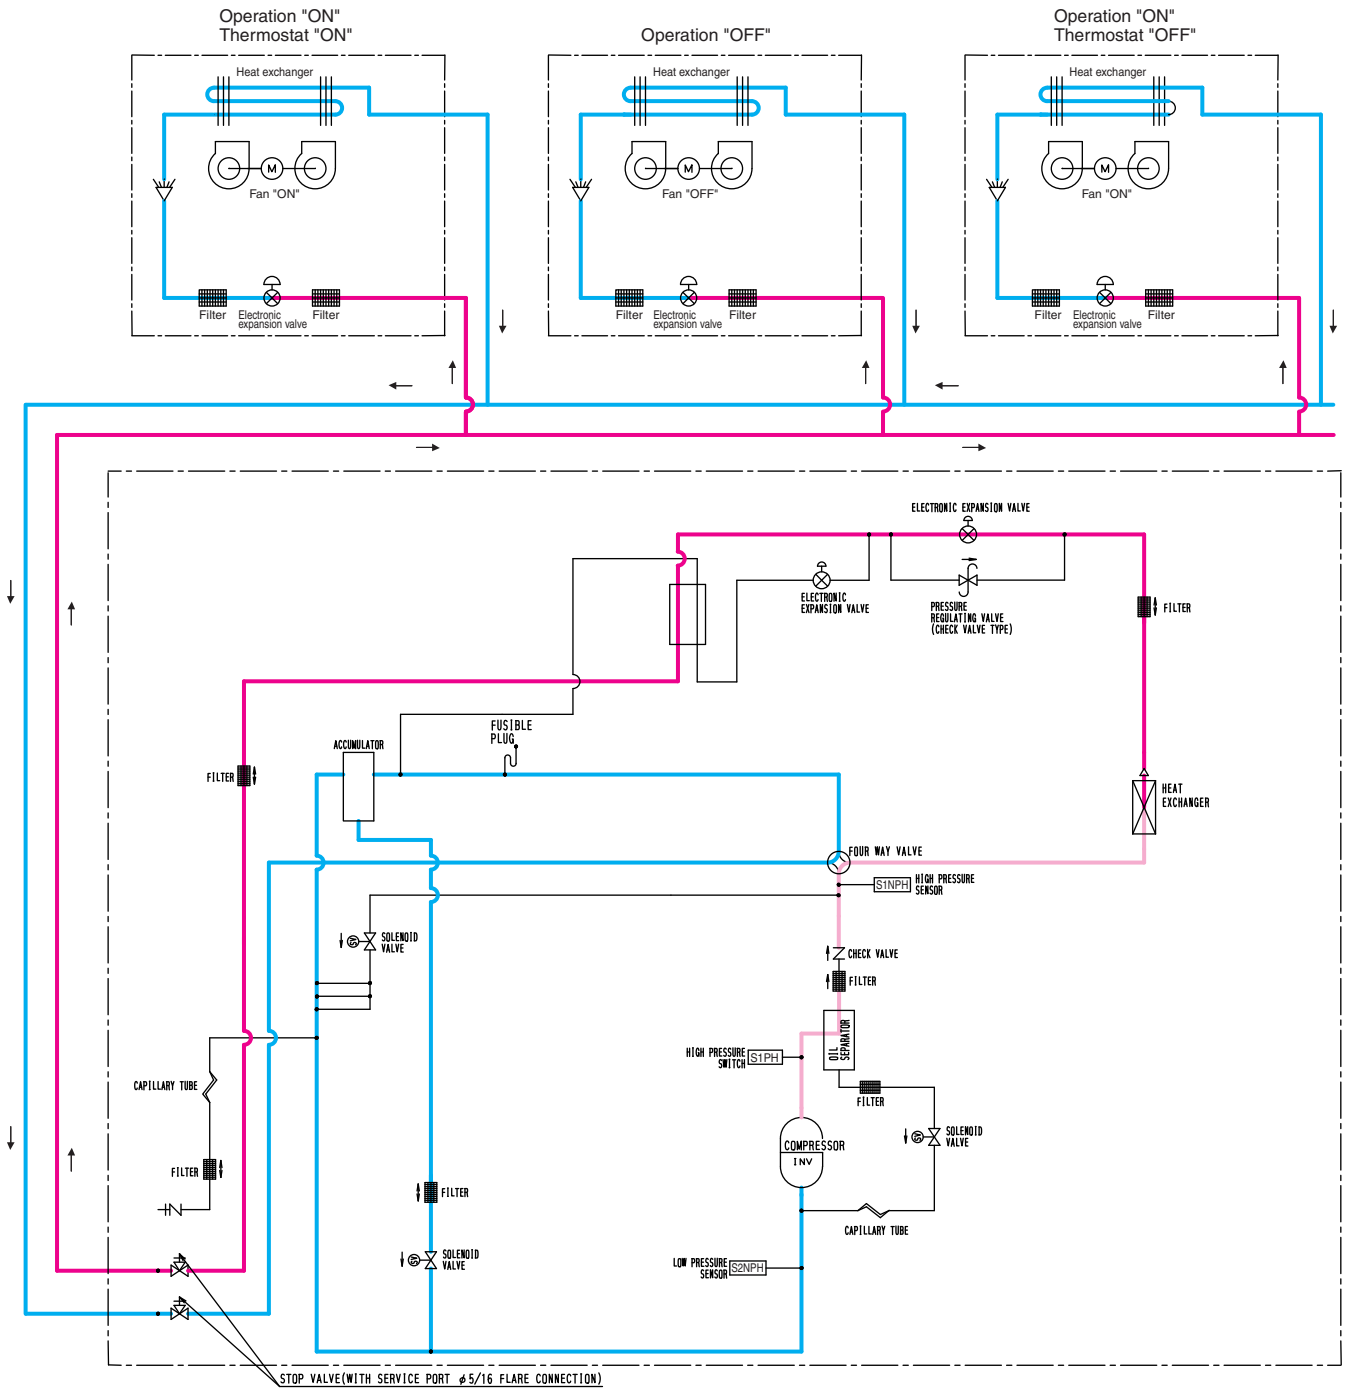 Operation "ON"
Thermostat "ON"
Operation "OFF"
Operation "ON"
Thermostat "OFF"
Heat exchanger
Heat exchanger
Heat exchanger
M
M
M
Fan "ON"
Fan "OFF"
Fan "ON"
Filter
Electronic
expansion valve
Filter
Filter
Electronic
expansion valve
Filter
Filter
Electronic
expansion valve
Filter
ELECTRONIC EXPANSION VALVE
ELECTRONIC
EXPANSION VALVE
PRESSURE
REGULATING VALVE
(CHECK VALVE TYPE)
FILTER
FUSIBLE
PLUG
ACCUMULATOR
FILTER
HEAT
EXCHANGER
FOUR WAY VALVE
S1NPH
HIGH PRESSURE
SENSOR
SV
SOLENOID
VALVE
CHECK VALVE
FILTER
OIL
SEPARATOR
HIGH PRESSURE
SWITCH
S1PH
CAPILLARY TUBE
FILTER
COMPRESSOR
INV
SV
SOLENOID
VALVE
FILTER
FILTER
CAPILLARY TUBE
SV
SOLENOID
VALVE
LOW PRESSURE
SENSOR
S2NPH
STOP VALVE(WITH SERVICE PORT φ5/16 FLARE CONNECTION)